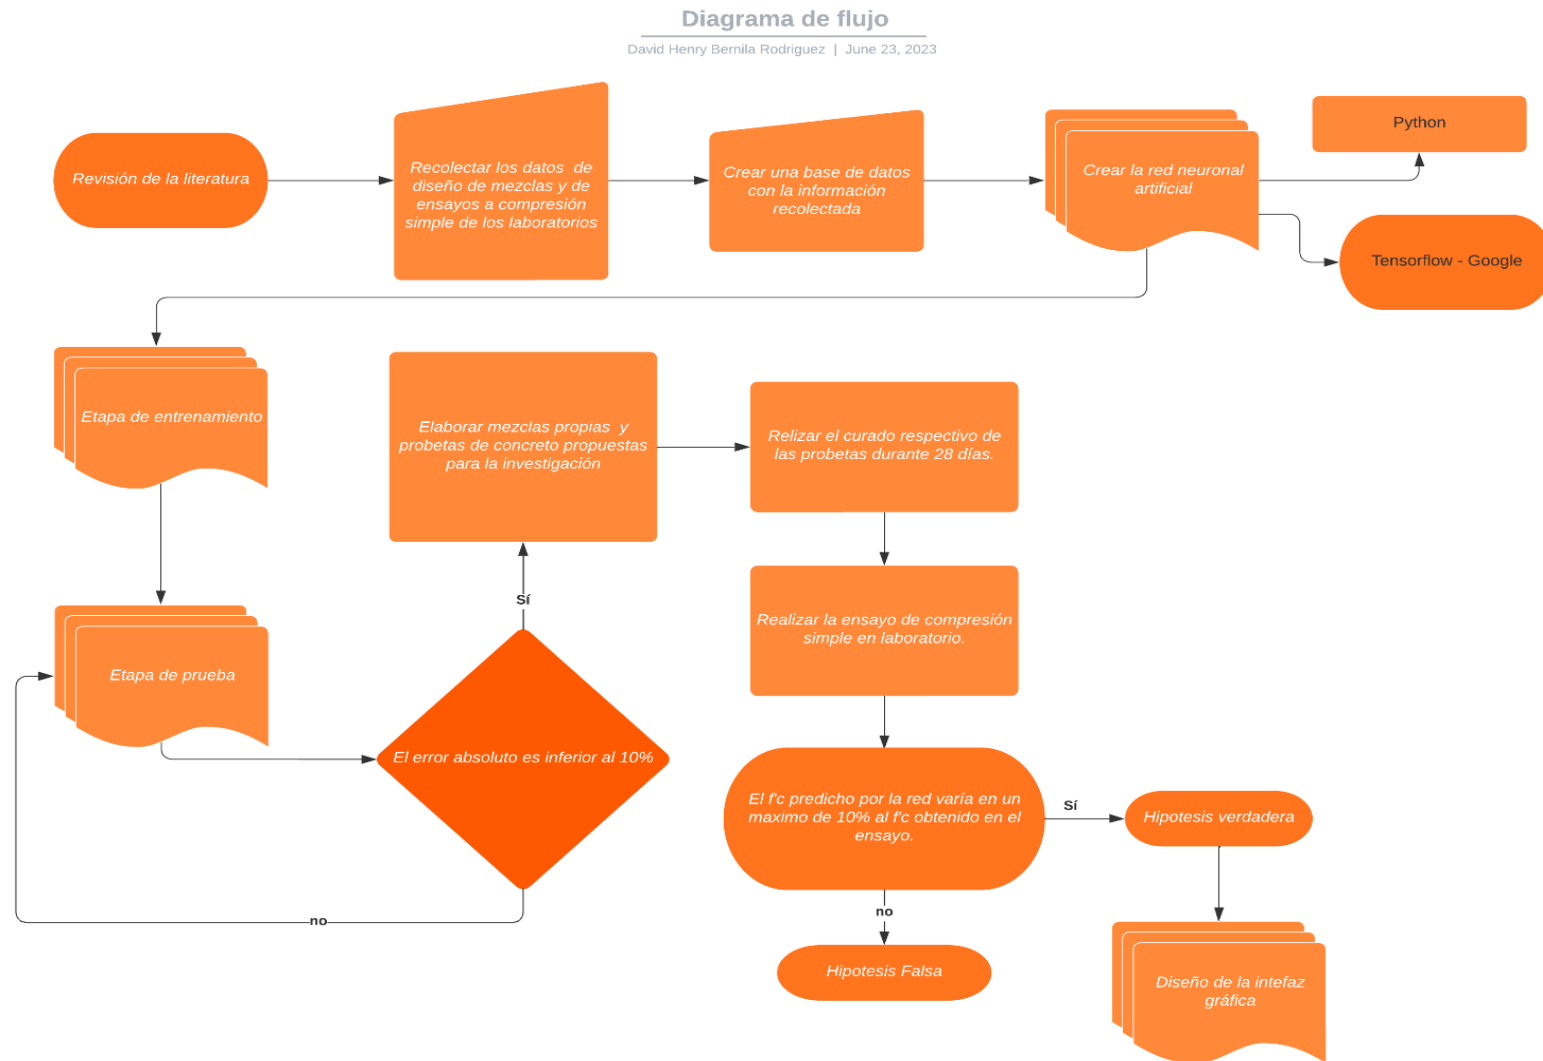 Diagrama de flujo
David Henry Bernila Rodriguez | June 23, 2023
Revisión de la literatura
Recolectar los datos de
diseño de mezclas y de
ensayos a compresión
simple de los laboratorios
Crear una base de datos
con la información
recolectada
Crear la red neuronal
artificial
Python
Tensorflow - Google
Etapa de entrenamiento
Elaborar mezclas propias y
probetas de concreto propuestas
para la investigación
Relizar el curado respectivo de
las probetas durante 28 días.
Sí
Realizar la ensayo de compresión
simple en laboratorio.
Etapa de prueba
El error absoluto es inferior al 10%
no
El f'c predicho por la red varía en un
maximo de 10% al f'c obtenido en el
ensayo.
Sí
Hipotesis verdadera
no
Hipotesis Falsa
Diseño de la intefaz
gráfica